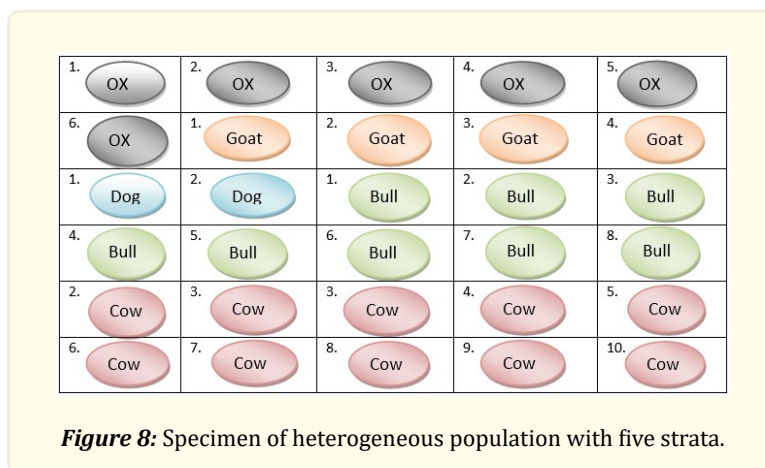 1. OX 2. OX 3. OX 4. OX 5. OX
6. OX 1. Goat 2. Goat 3. Goat 4. Goat
1. Dog 2. Dog 1. Bull 2. Bull 3. Bull
4. Bull 5. Bull 6. Bull 7. Bull 8. Bull
2. Cow 3. Cow 3. Cow 4. Cow 5. Cow
6. Cow 7. Cow 8. Cow 9. Cow 10. Cow
Figure 8: Specimen of heterogeneous population with five strata.